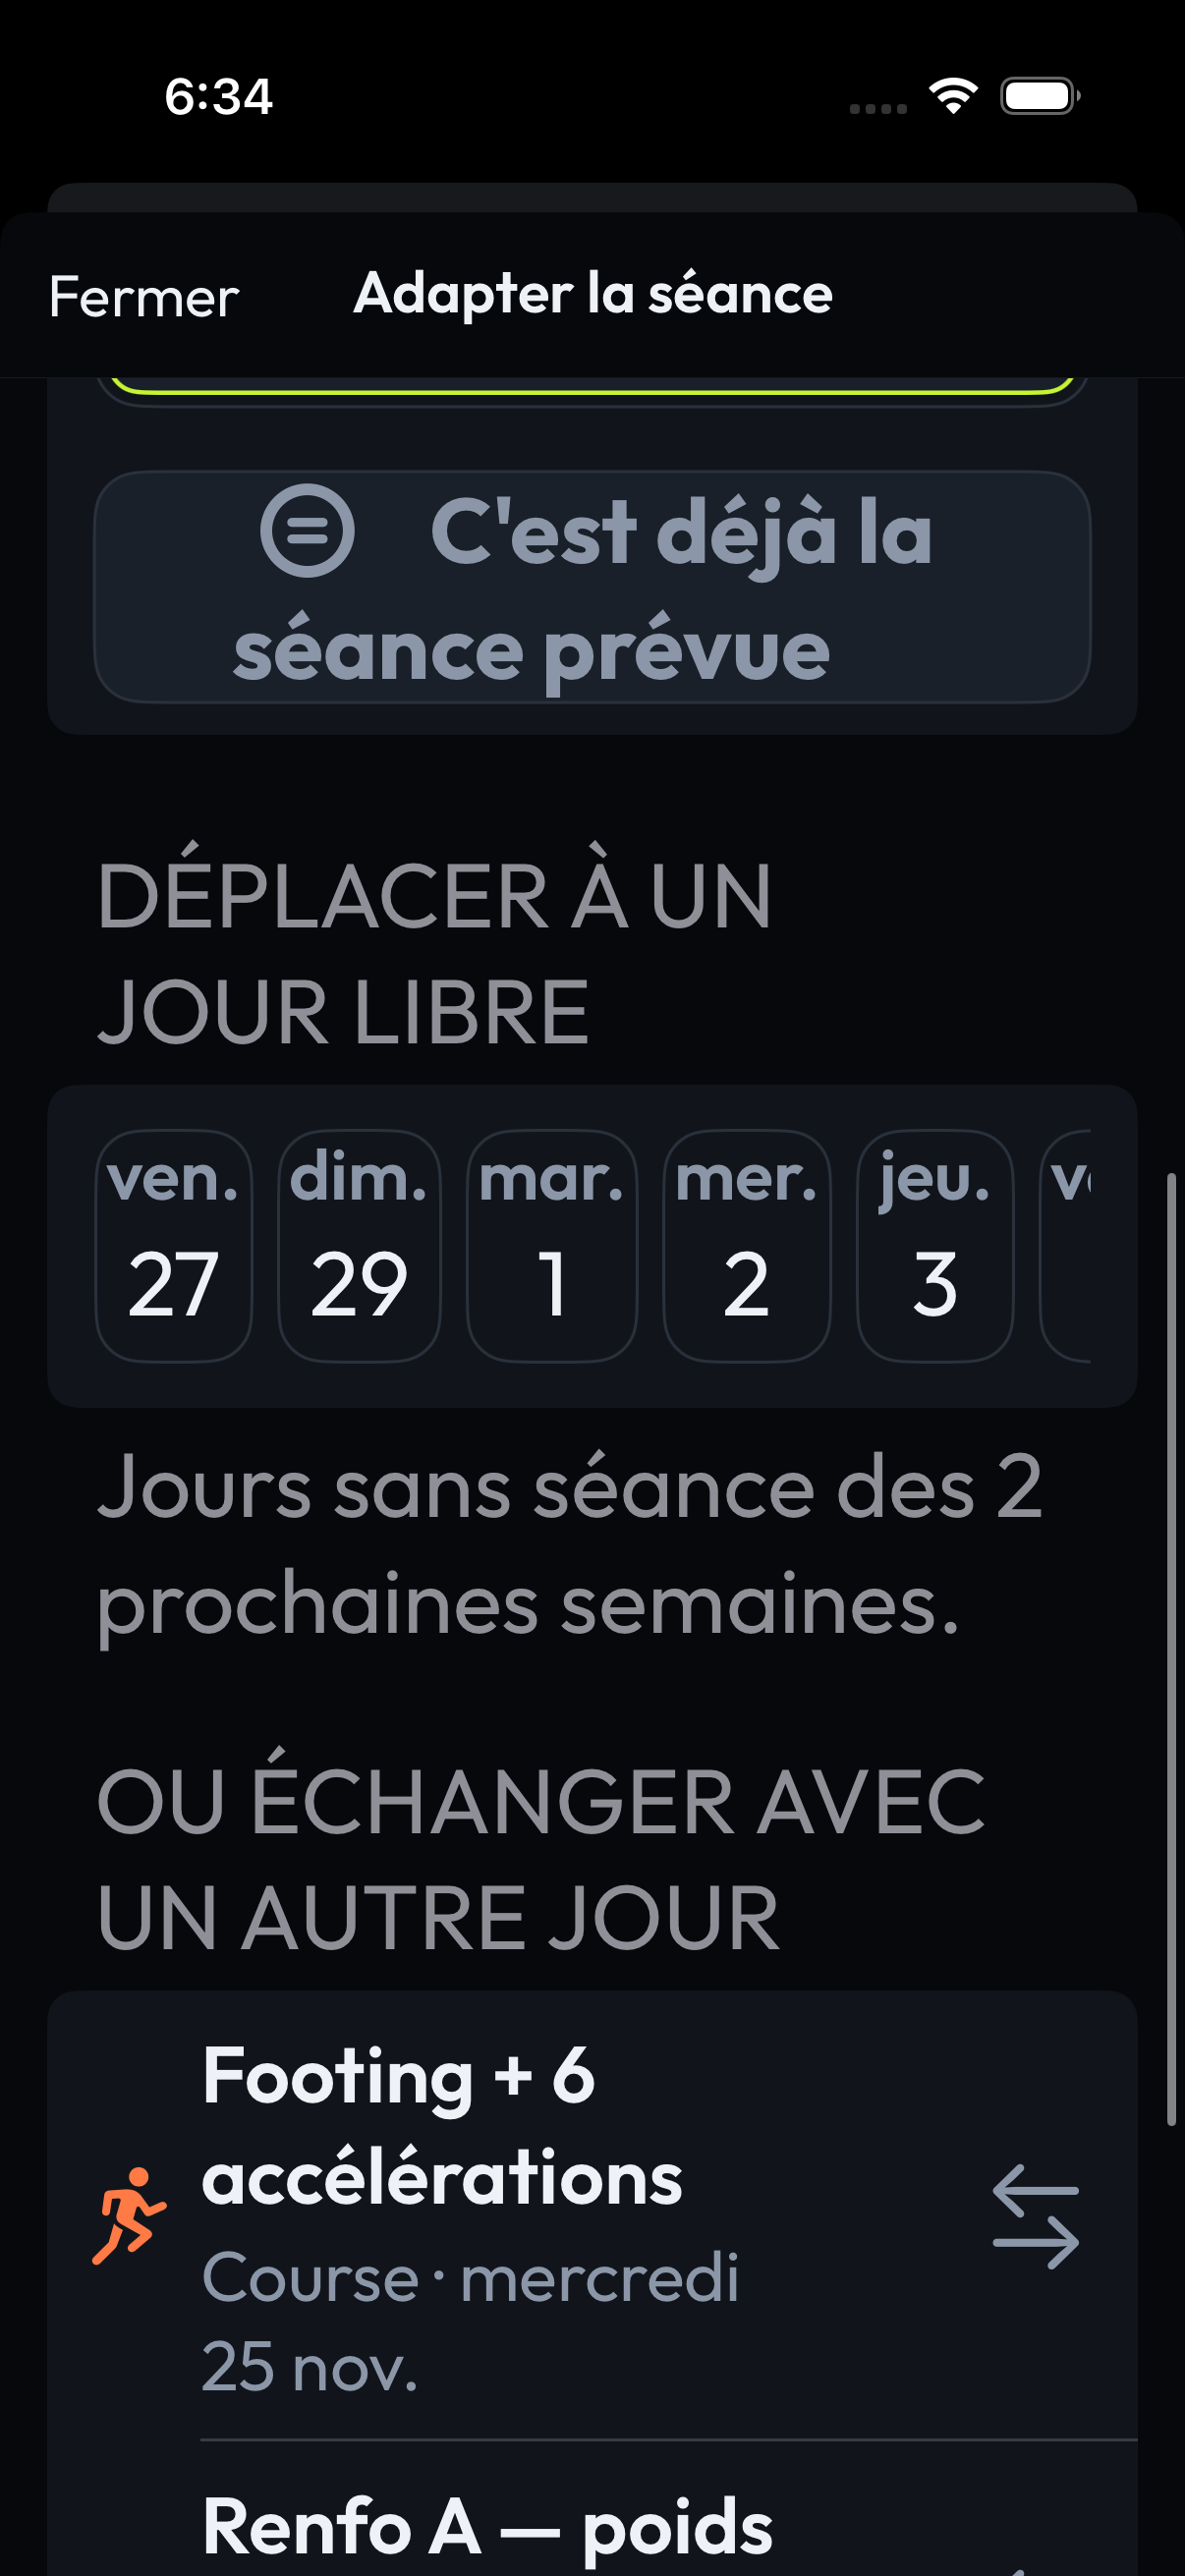 6:34
Fermer
Adapter la séance
C'est déjà la
séance prévue
DÉPLACER À UN
JOUR LIBRE
ven. dim. mar. mer. jeu.
27 29 1 2 3
Jours sans séance des 2
prochaines semaines.
OU ÉCHANGER AVEC
UN AUTRE JOUR
Footing + 6
accélérations
Course · mercredi
25 nov.
Renfo A — poids